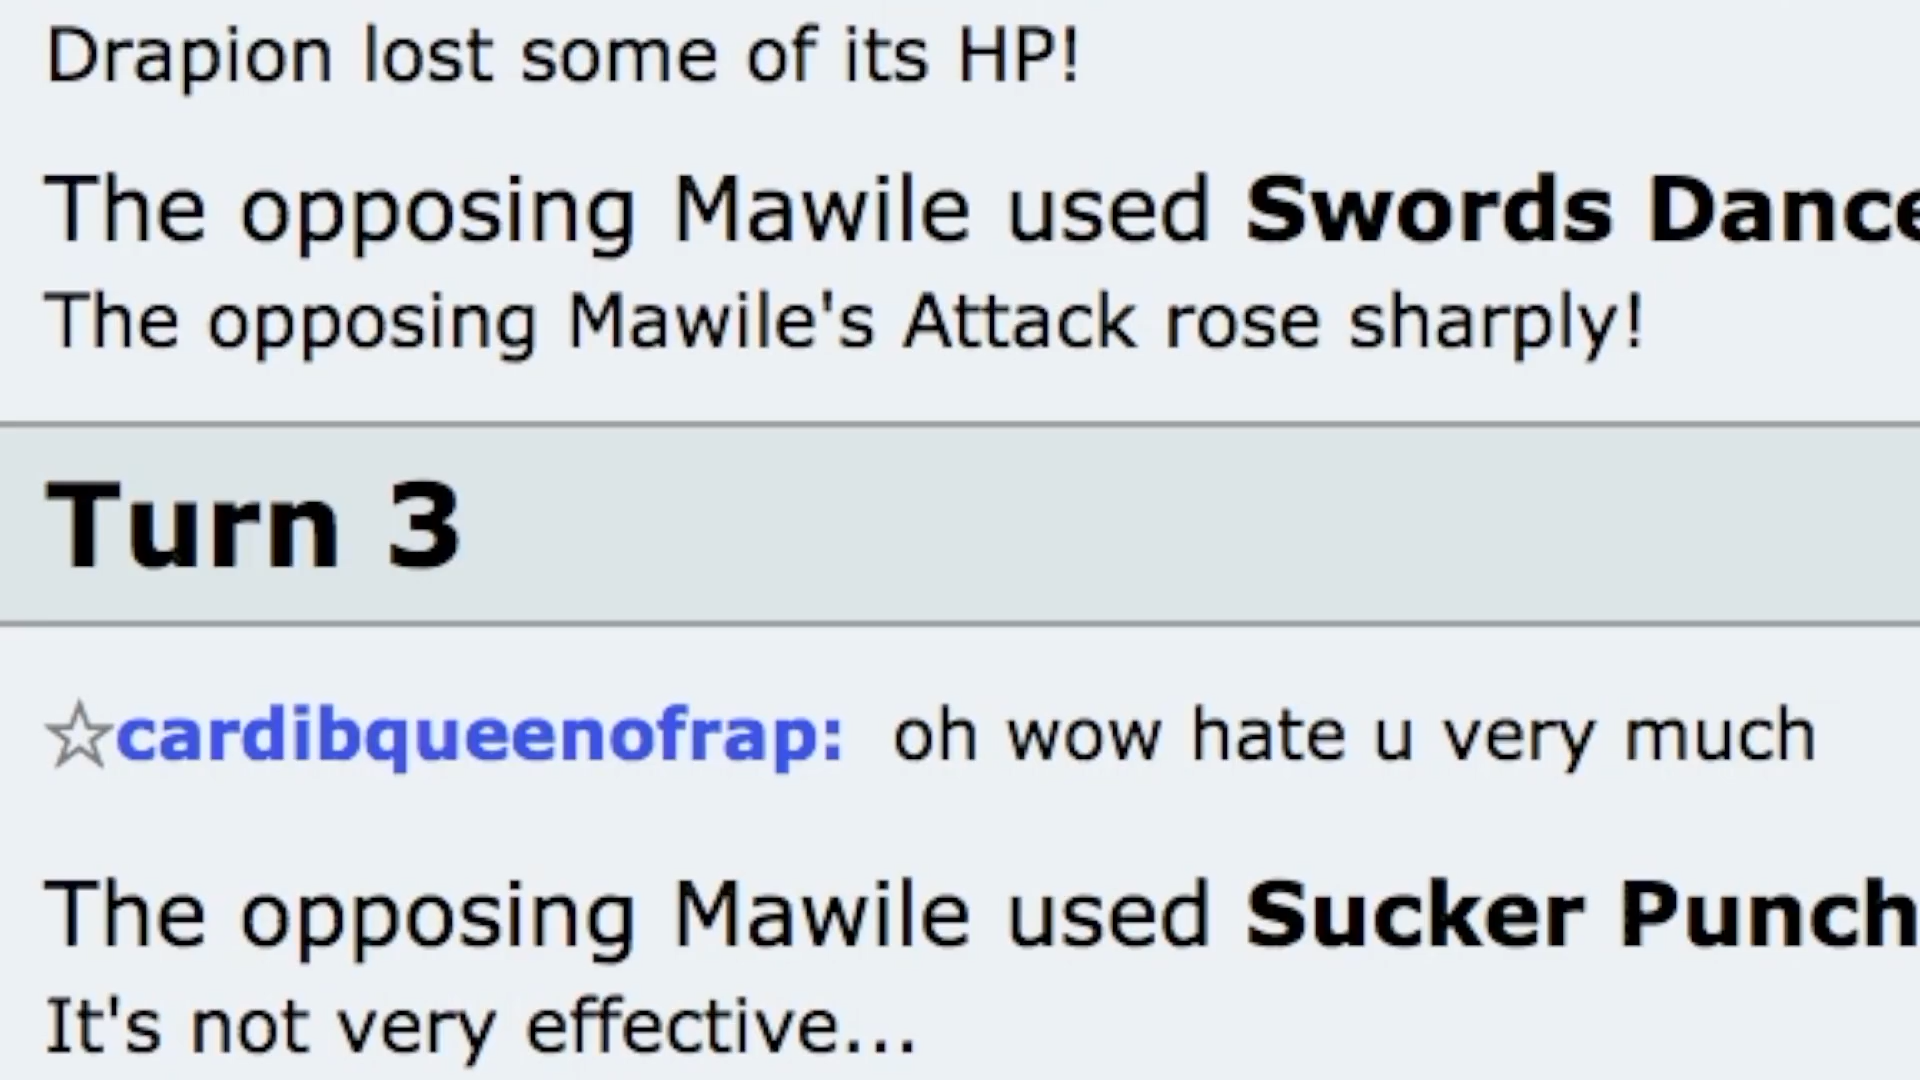 Drapion lost some of its HP!
The opposing Mawile used Swords Dance
The opposing Mawile's Attack rose sharply!
Turn 3
☆cardibqueenofrap: oh wow hate u very much
The opposing Mawile used Sucker Punch
It's not very effective...